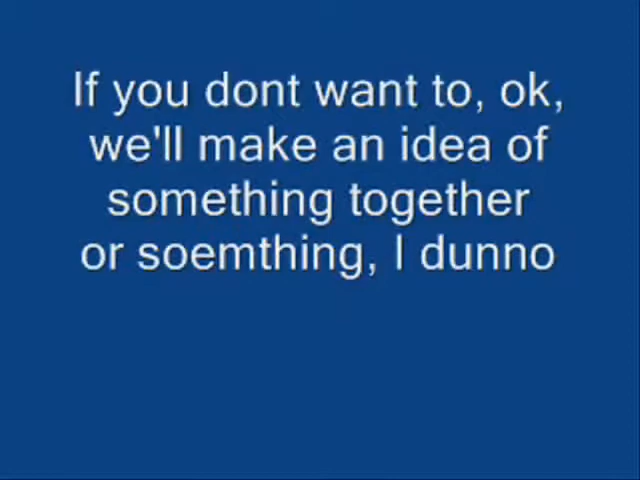 If you dont want to, ok,
we'll make an idea of
something together
or soemthing, I dunno